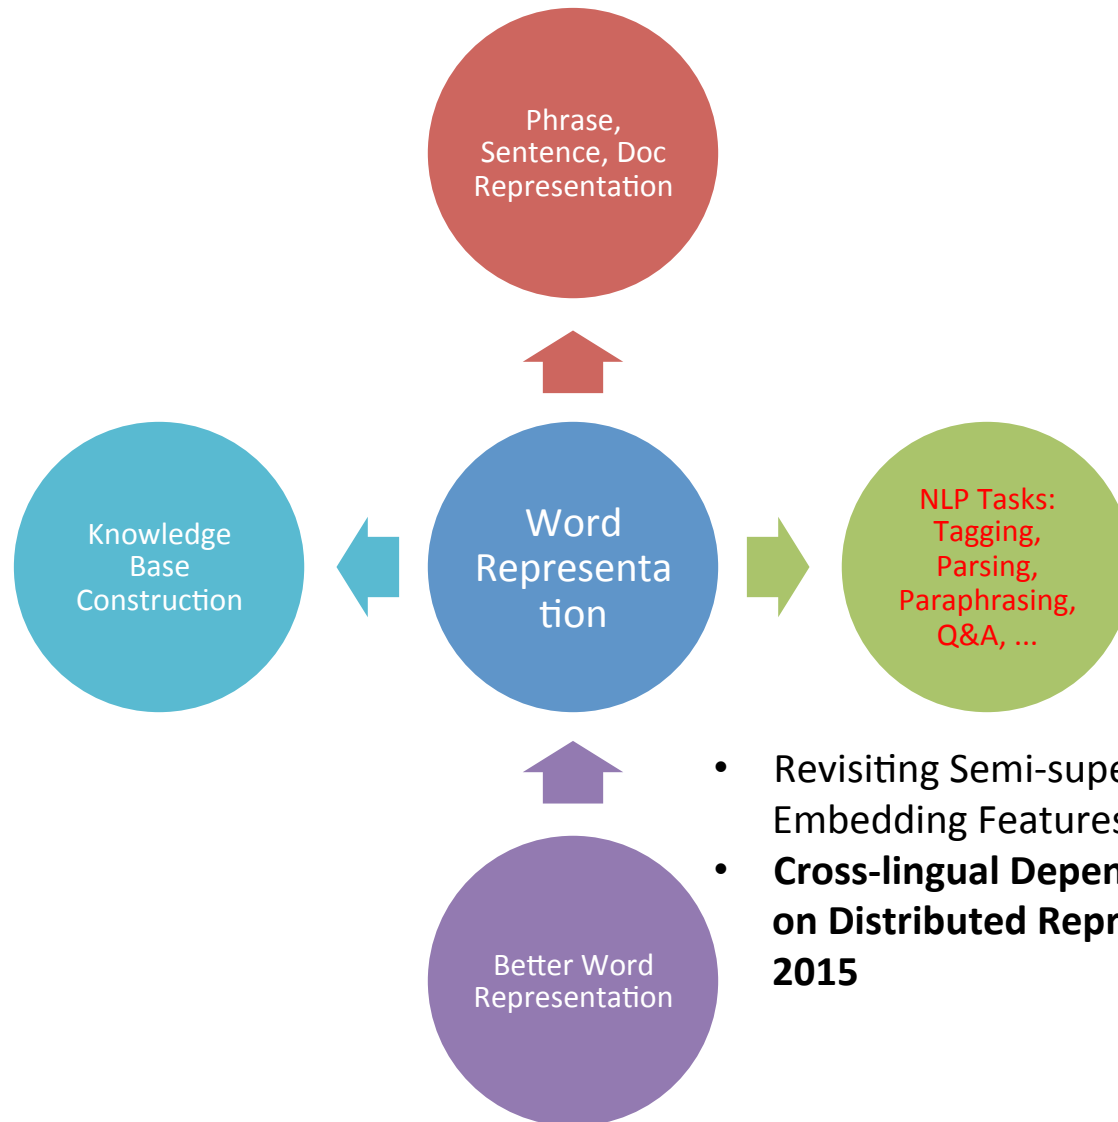 Phrase,
Sentence, Doc
Representation
Knowledge
Base
Construction
Word
Representa
tion
NLP Tasks:
Tagging,
Parsing,
Paraphrasing,
Q&A, ...
• Revisiting Semi-supe
Embedding Features
• Cross-lingual Depen
on Distributed Repr
2015
Better Word
Representation